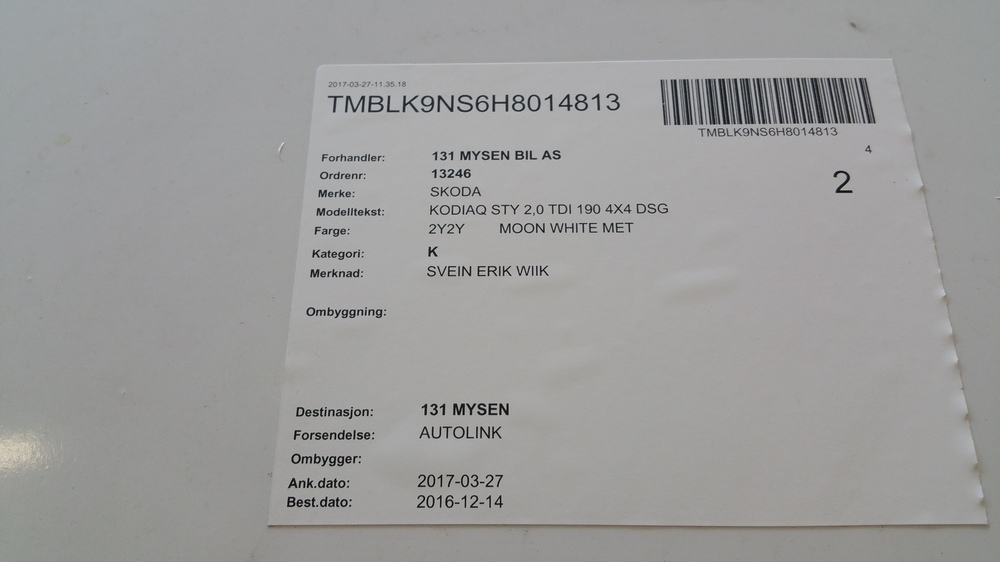 2017-03-27-11.35.18
TMBLK9NS6H8014813
TMBLK9NS6H8014813
4
2
Forhandler: 131 MYSEN BIL AS
Ordrenr: 13246
Merke: SKODA
Modelltekst: KODIAQ STY 2,0 TDI 190 4X4 DSG
Farge: 2Y2Y MOON WHITE MET
Kategori: K
Merknad: SVEIN ERIK WIIK
Ombyggning:
Destinasjon: 131 MYSEN
Forsendelse: AUTOLINK
Ombygger:
Ank.dato: 2017-03-27
Best.dato: 2016-12-14